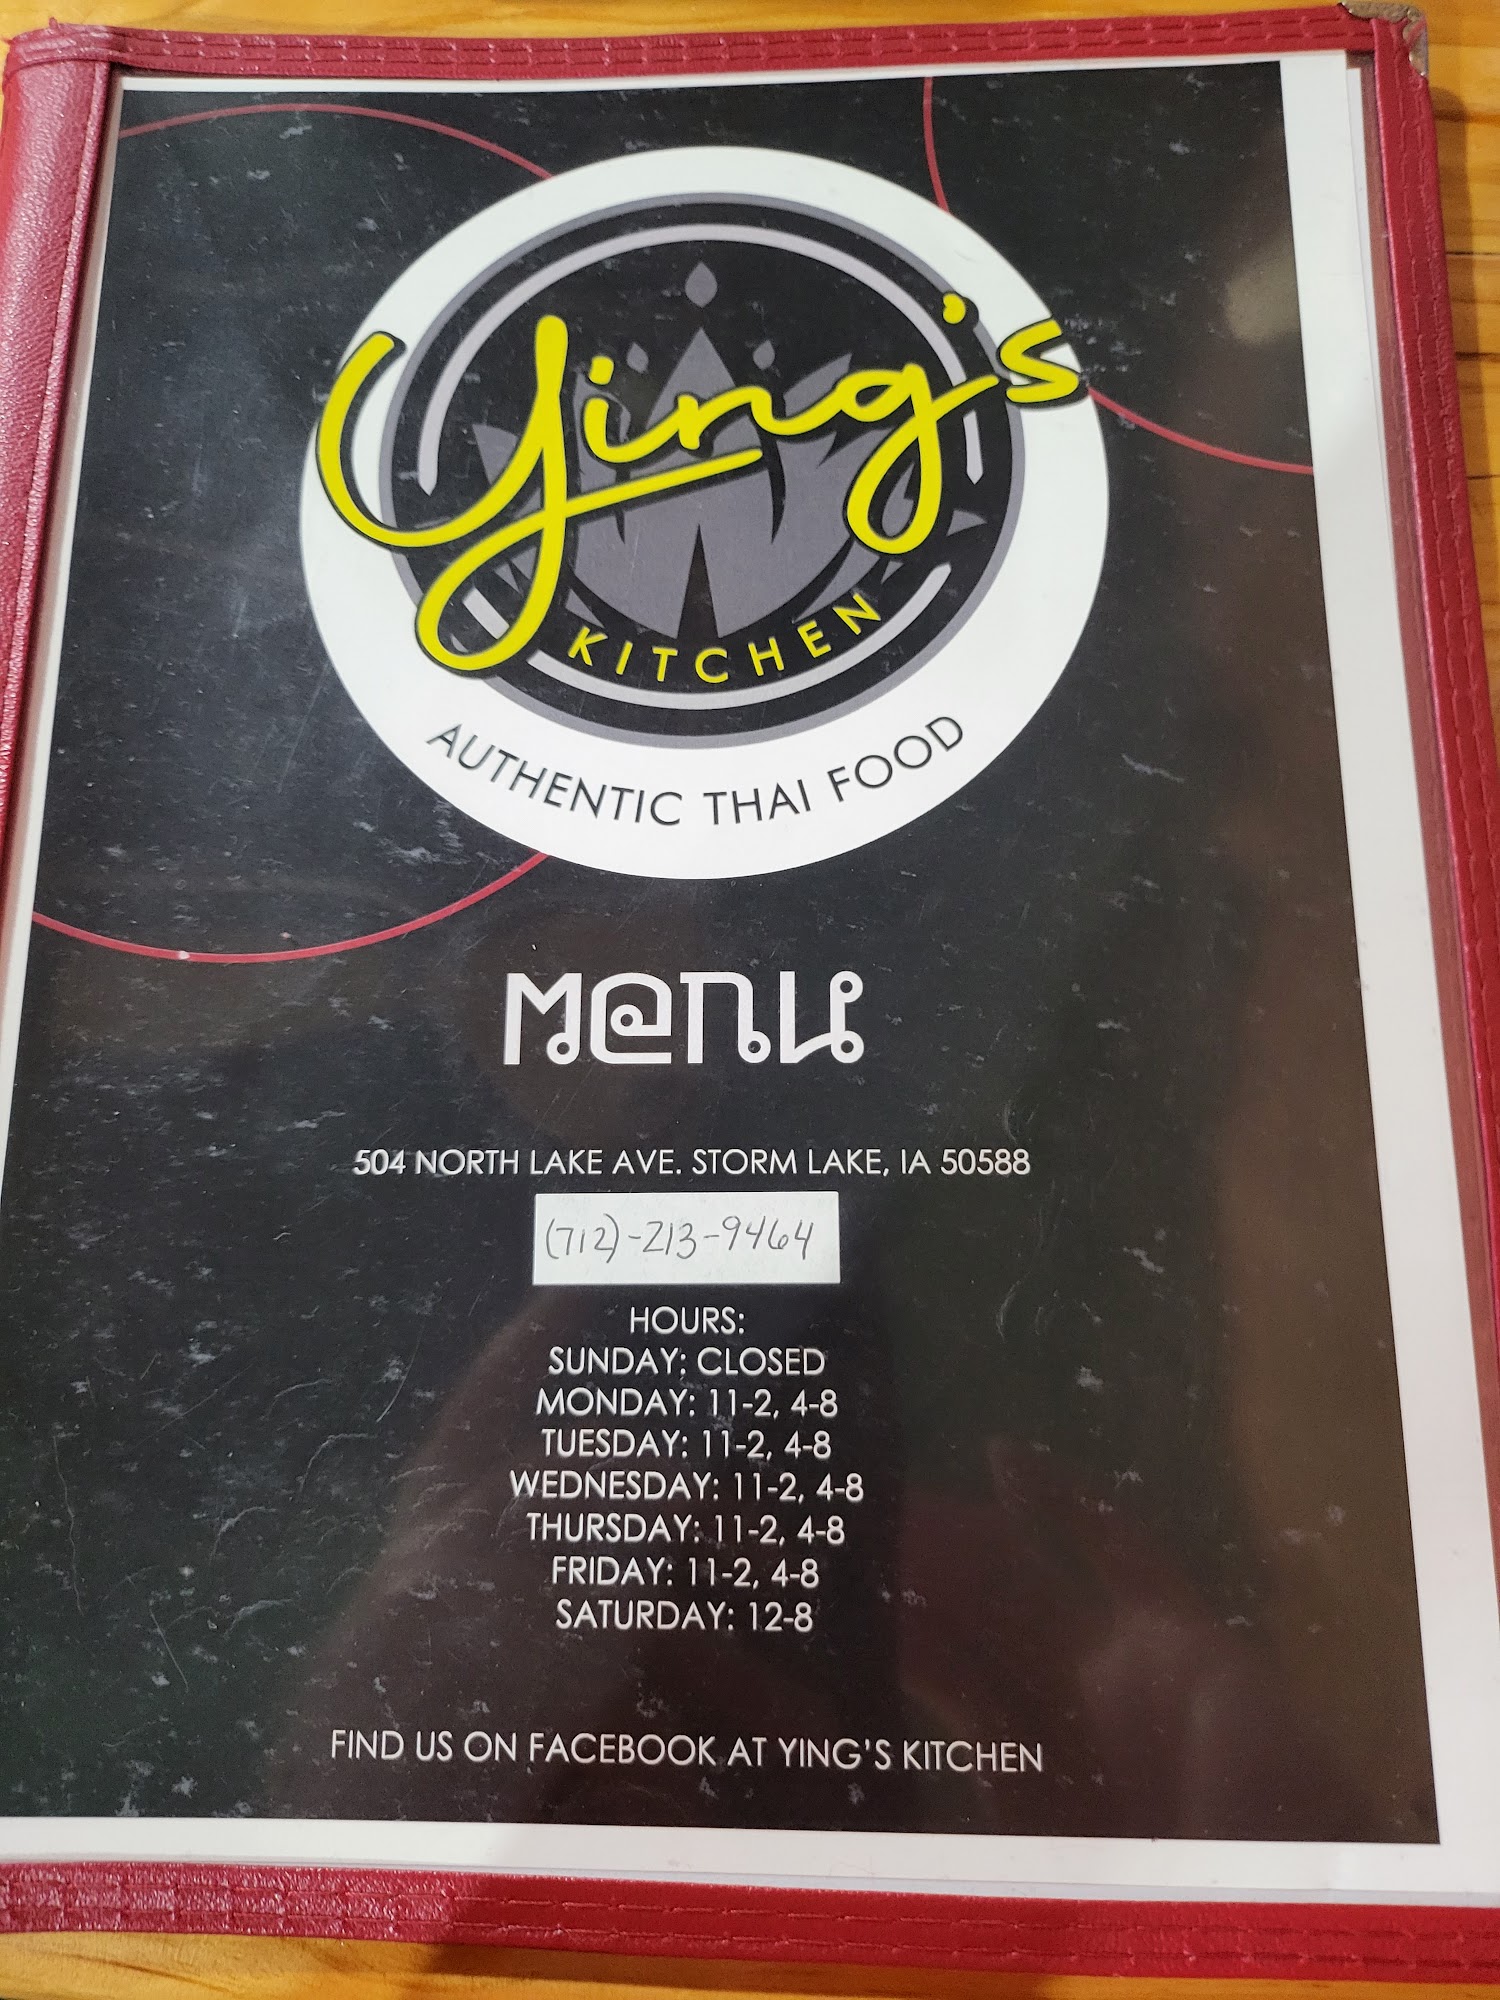 Ying's
KITCHEN
AUTHENTIC THAI FOOD
MENU
504 NORTH LAKE AVE. STORM LAKE, IA 50588
(712)-213-9464
HOURS:
SUNDAY: CLOSED
MONDAY: 11-2, 4-8
TUESDAY: 11-2, 4-8
WEDNESDAY: 11-2, 4-8
THURSDAY: 11-2, 4-8
FRIDAY: 11-2, 4-8
SATURDAY: 12-8
FIND US ON FACEBOOK AT YING'S KITCHEN